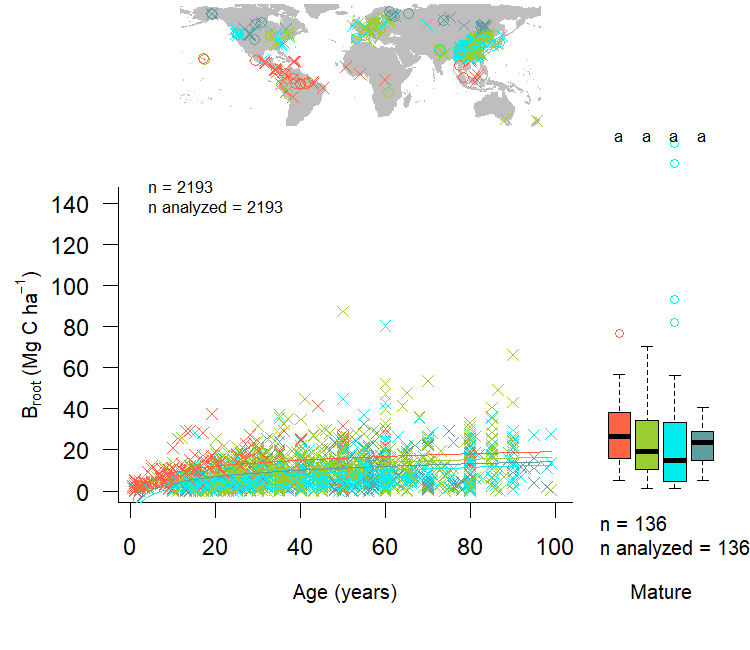 a a a a
n = 2193
n analyzed = 2193
140
120
100
80
60
40
20
0
B_root (Mg C ha⁻¹)
0 20 40 60 80 100
Age (years)
n = 136
n analyzed = 136
Mature